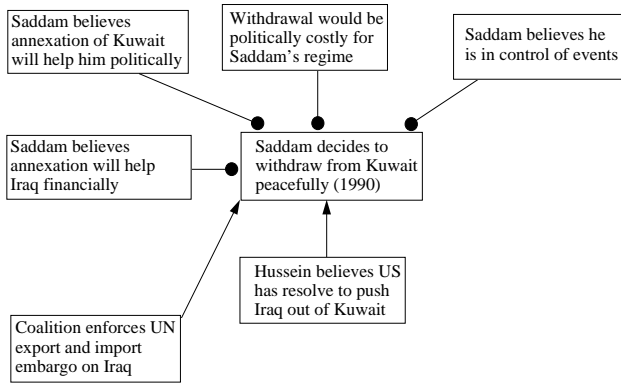 Saddam believes
annexation of Kuwait
will help him politically
Withdrawal would be
politically costly for
Saddam's regime
Saddam believes he
is in control of events
Saddam believes
annexation will help
Iraq financially
Saddam decides to
withdraw from Kuwait
peacefully (1990)
Hussein believes US
has resolve to push
Iraq out of Kuwait
Coalition enforces UN
export and import
embargo on Iraq